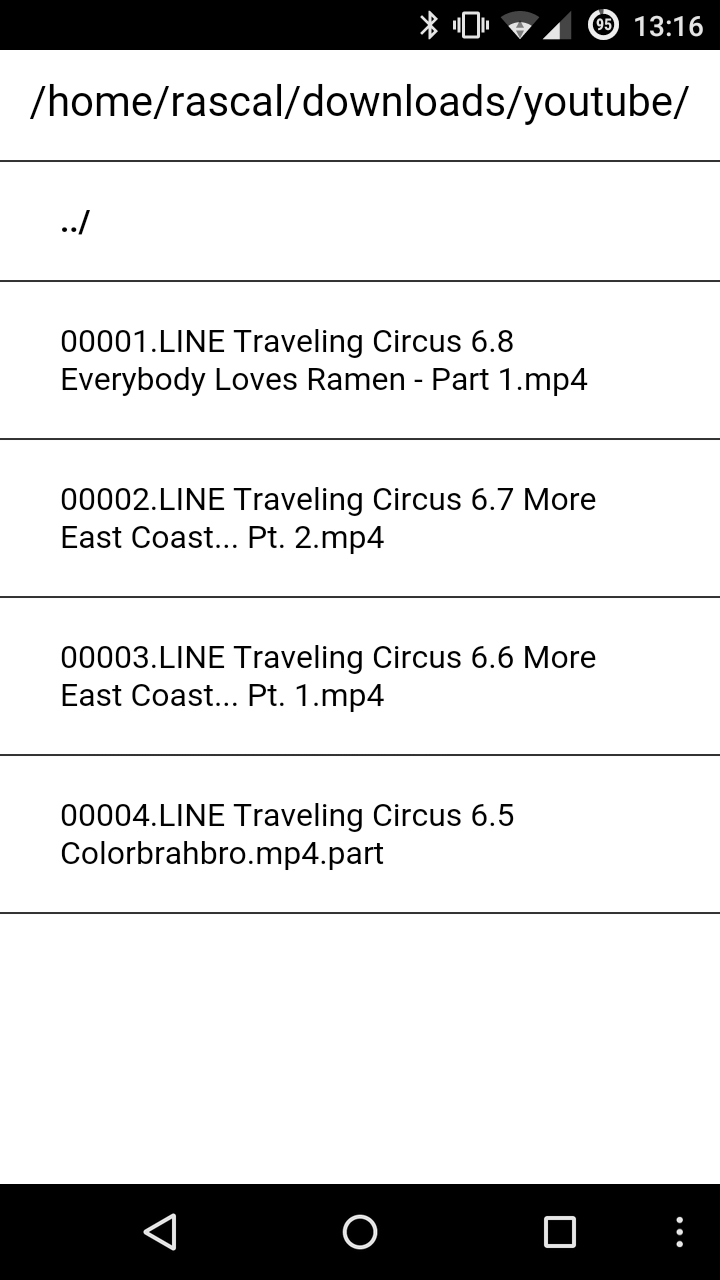 95 13:16
/home/rascal/downloads/youtube/
../
00001.LINE Traveling Circus 6.8
Everybody Loves Ramen - Part 1.mp4
00002.LINE Traveling Circus 6.7 More
East Coast... Pt. 2.mp4
00003.LINE Traveling Circus 6.6 More
East Coast... Pt. 1.mp4
00004.LINE Traveling Circus 6.5
Colorbrahbro.mp4.part